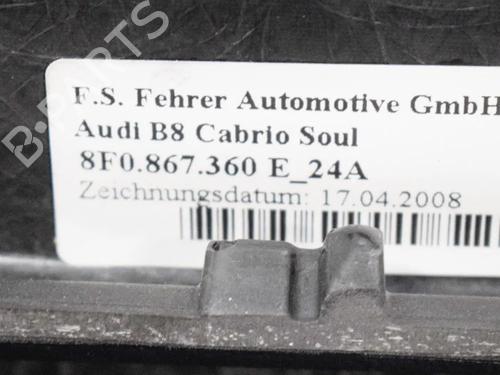 B-PARTS
F.S. Fehrer Automotive GmbH
Audi B8 Cabrio Soul
8F0.867.360 E_24A
Zeichnungsdatum: 17.04.2008